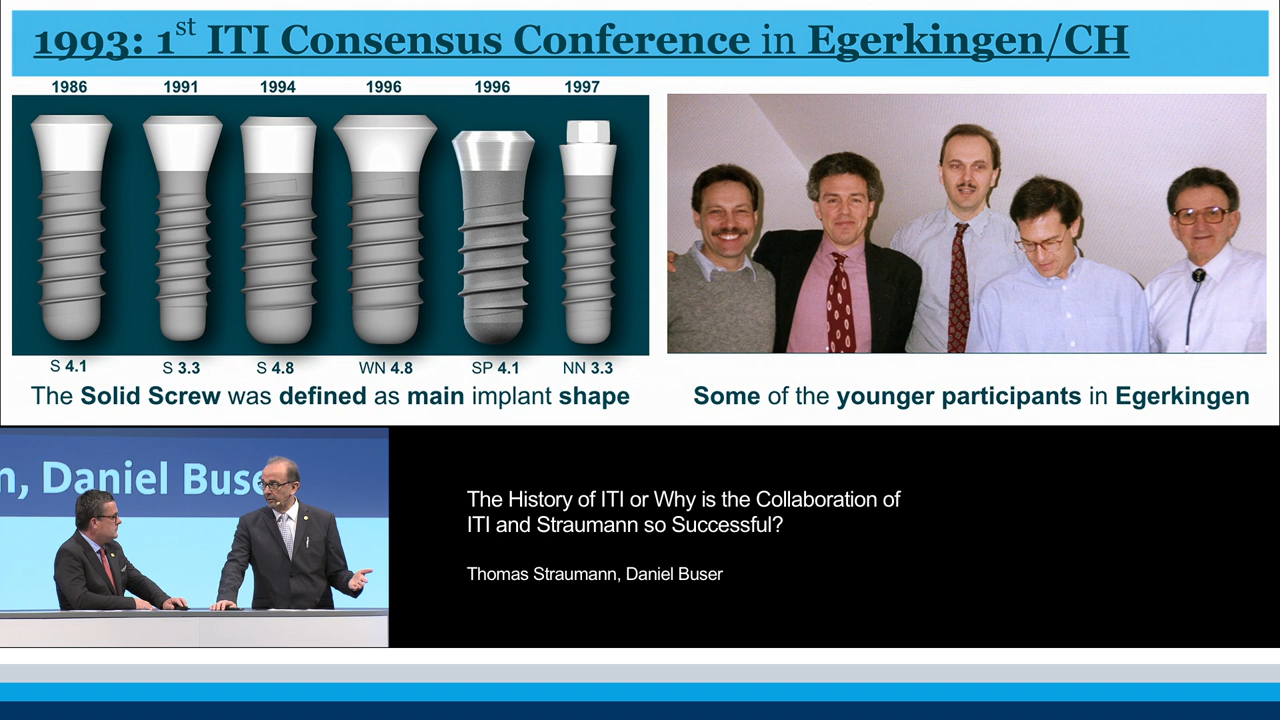 1993: 1st ITI Consensus Conference in Egerkingen/CH
1986 1991 1994 1996 1996 1997
S 4.1 S 3.3 S 4.8 WN 4.8 SP 4.1 NN 3.3
The Solid Screw was defined as main implant shape
Some of the younger participants in Egerkingen
n, Daniel Buse
The History of ITI or Why is the Collaboration of
ITI and Straumann so Successful?
Thomas Straumann, Daniel Buser